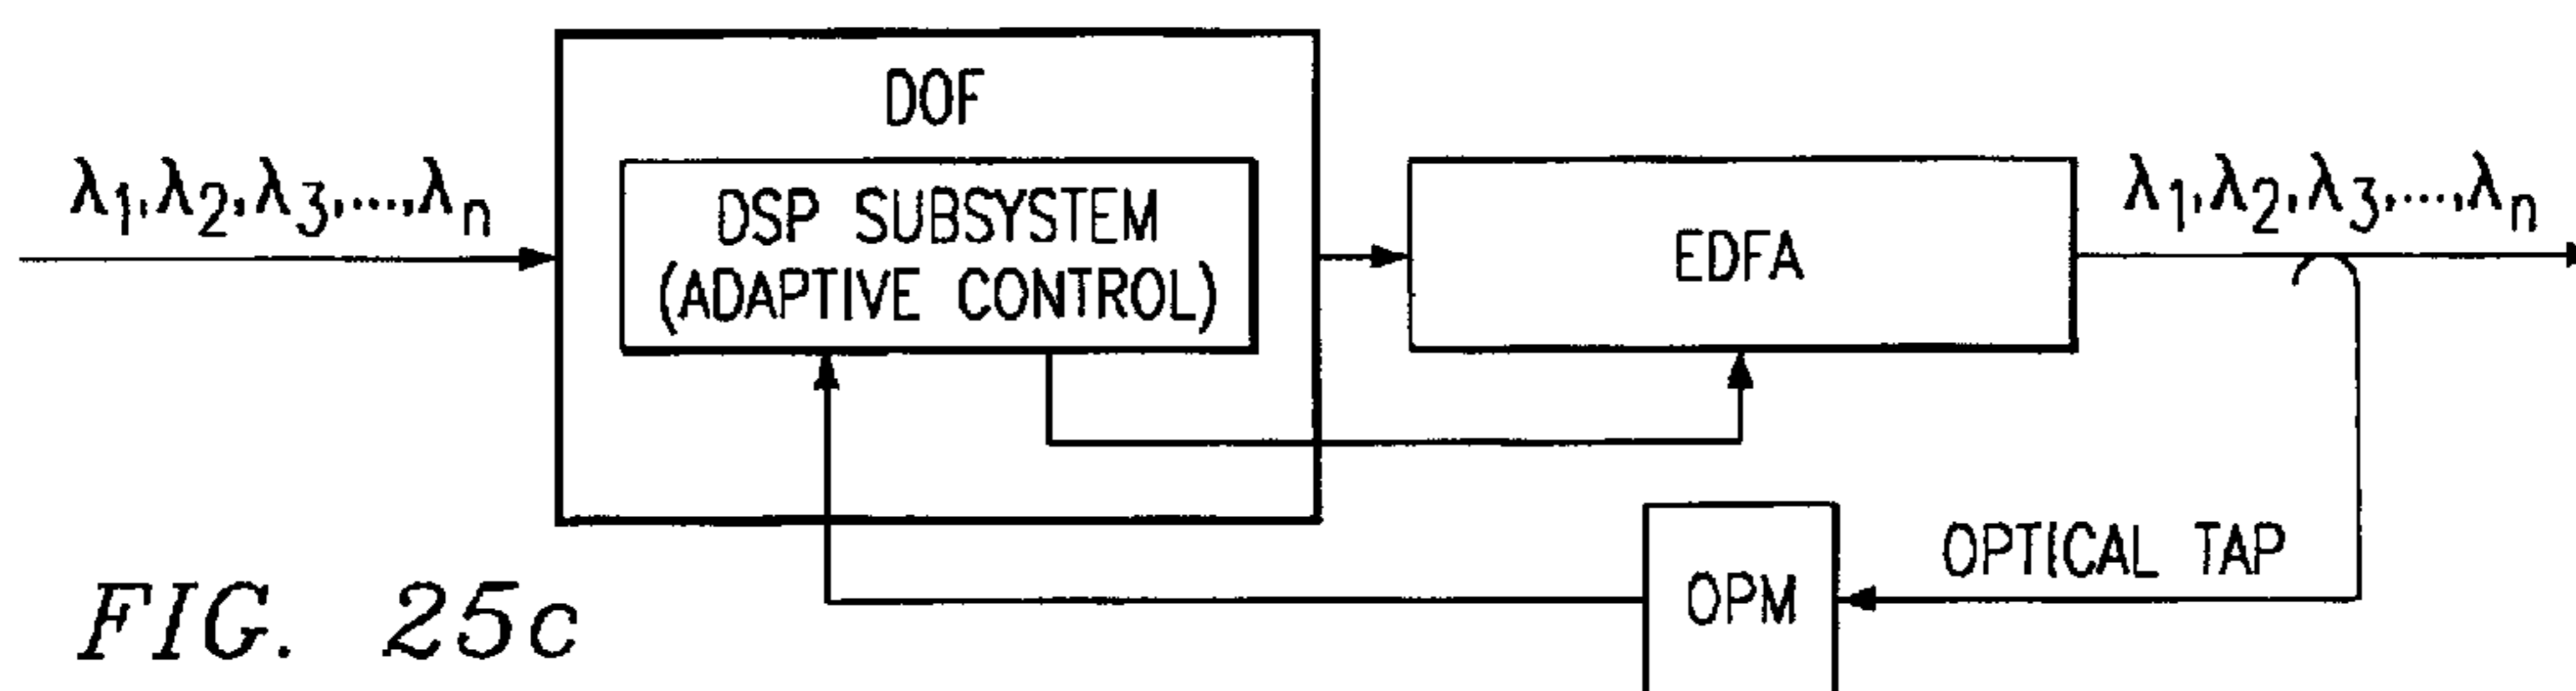 DOF
λ1,λ2,λ3,...,λn
DSP SUBSYSTEM
(ADAPTIVE CONTROL)
EDFA
λ1,λ2,λ3,...,λn
OPTICAL TAP
OPM
FIG. 25c